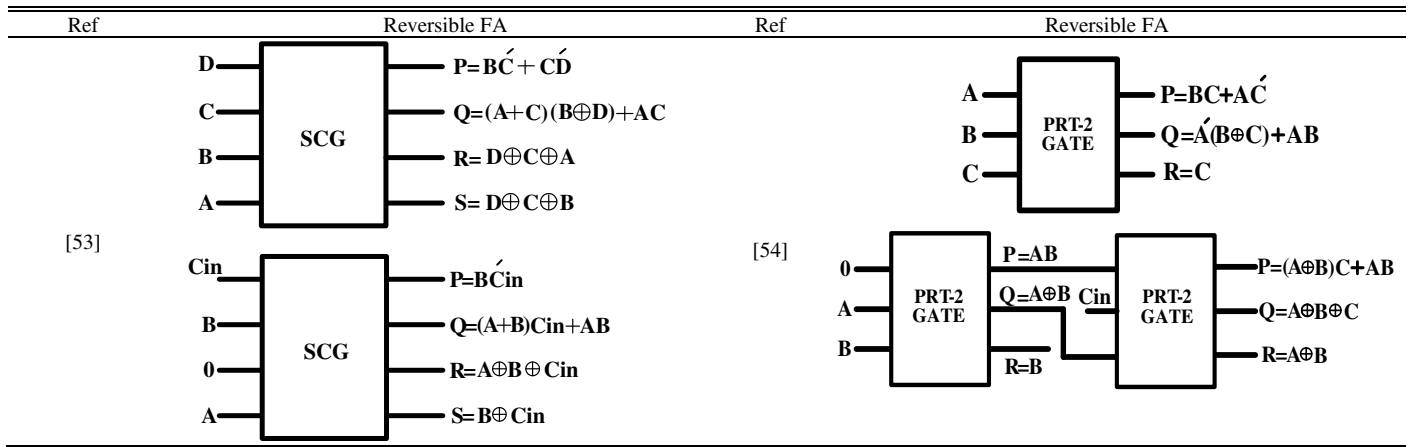 Ref Reversible FA Ref Reversible FA
D
C
B
A
SCG
P=BĆ + CD́
Q=(A+C)(B⊕D)+AC
R= D⊕C⊕A
S= D⊕C⊕B
[53]
Cin
B
0
A
SCG
P=BĆin
Q=(A+B)Cin+AB
R=A⊕B⊕Cin
S=B⊕Cin
A
B
C
PRT-2
GATE
P=BC+AĆ
Q=Á(B⊕C)+AB
R=C
[54]
0
A
B
PRT-2
GATE
P=AB
Q=A⊕B
R=B
Cin
PRT-2
GATE
P=(A⊕B)C+AB
Q=A⊕B⊕C
R=A⊕B